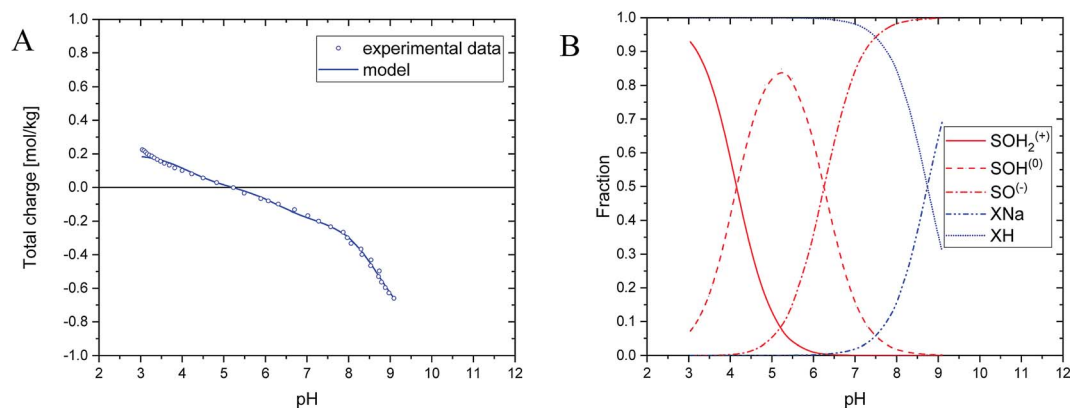 A
Total charge [mol/kg]
1.0
0.8
0.6
0.4
0.2
0.0
-0.2
-0.4
-0.6
-0.8
-1.0
experimental data
model
2 3 4 5 6 7 8 9 10 11 12
pH
B
Fraction
1.0
0.9
0.8
0.7
0.6
0.5
0.4
0.3
0.2
0.1
0.0
SOH₂⁽⁺⁾
SOH⁽⁰⁾
SO⁽⁻⁾
XNa
XH
2 3 4 5 6 7 8 9 10 11 12
pH